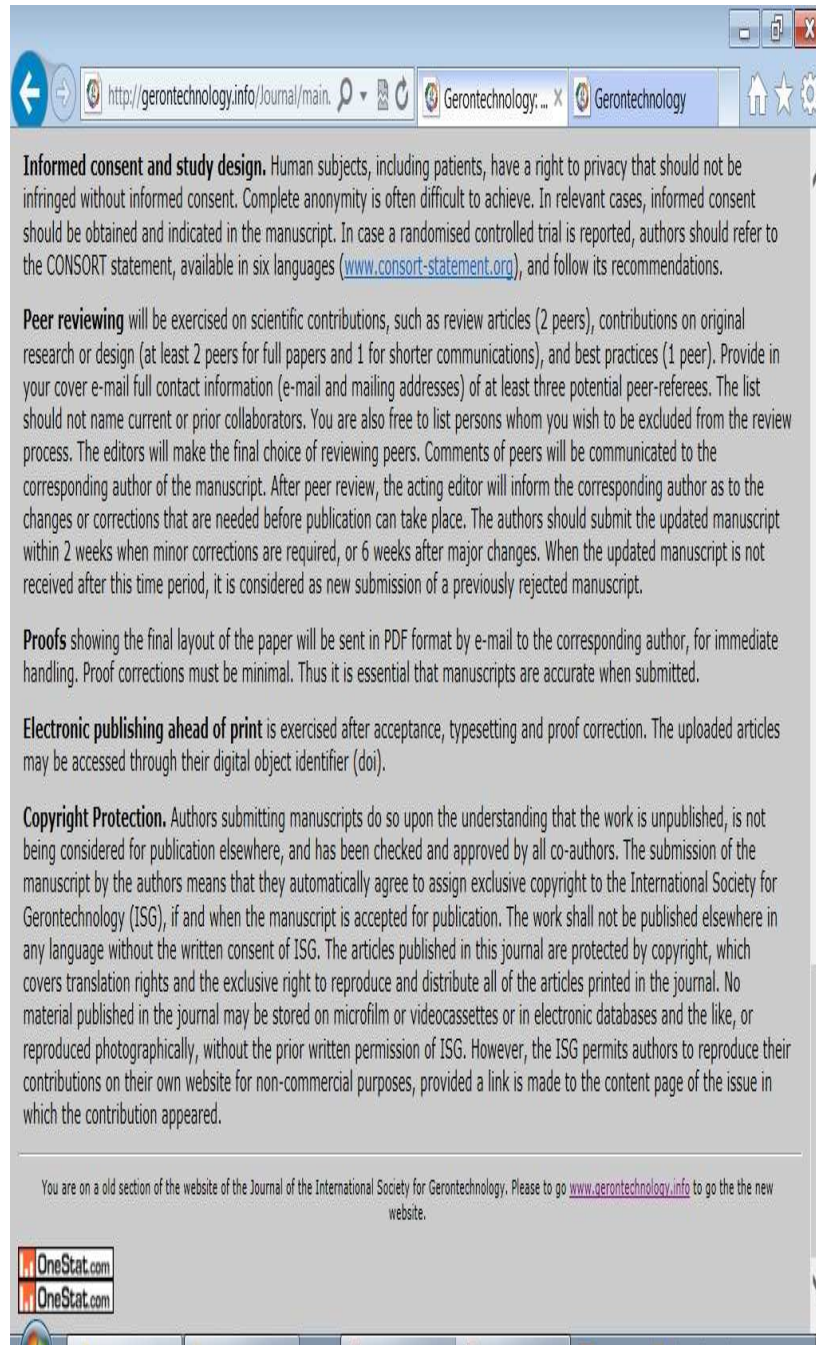 http://gerontechnology.info/Journal/main.
Gerontechnology: ...
Gerontechnology
Informed consent and study design. Human subjects, including patients, have a right to privacy that should not be
infringed without informed consent. Complete anonymity is often difficult to achieve. In relevant cases, informed consent
should be obtained and indicated in the manuscript. In case a randomised controlled trial is reported, authors should refer to
the CONSORT statement, available in six languages (www.consort-statement.org), and follow its recommendations.
Peer reviewing will be exercised on scientific contributions, such as review articles (2 peers), contributions on original
research or design (at least 2 peers for full papers and 1 for shorter communications), and best practices (1 peer). Provide in
your cover e-mail full contact information (e-mail and mailing addresses) of at least three potential peer-referees. The list
should not name current or prior collaborators. You are also free to list persons whom you wish to be excluded from the review
process. The editors will make the final choice of reviewing peers. Comments of peers will be communicated to the
corresponding author of the manuscript. After peer review, the acting editor will inform the corresponding author as to the
changes or corrections that are needed before publication can take place. The authors should submit the updated manuscript
within 2 weeks when minor corrections are required, or 6 weeks after major changes. When the updated manuscript is not
received after this time period, it is considered as new submission of a previously rejected manuscript.
Proofs showing the final layout of the paper will be sent in PDF format by e-mail to the corresponding author, for immediate
handling. Proof corrections must be minimal. Thus it is essential that manuscripts are accurate when submitted.
Electronic publishing ahead of print is exercised after acceptance, typesetting and proof correction. The uploaded articles
may be accessed through their digital object identifier (doi).
Copyright Protection. Authors submitting manuscripts do so upon the understanding that the work is unpublished, is not
being considered for publication elsewhere, and has been checked and approved by all co-authors. The submission of the
manuscript by the authors means that they automatically agree to assign exclusive copyright to the International Society for
Gerontechnology (ISG), if and when the manuscript is accepted for publication. The work shall not be published elsewhere in
any language without the written consent of ISG. The articles published in this journal are protected by copyright, which
covers translation rights and the exclusive right to reproduce and distribute all of the articles printed in the journal. No
material published in the journal may be stored on microfilm or videocassettes or in electronic databases and the like, or
reproduced photographically, without the prior written permission of ISG. However, the ISG permits authors to reproduce their
contributions on their own website for non-commercial purposes, provided a link is made to the content page of the issue in
which the contribution appeared.
You are on a old section of the website of the Journal of the International Society for Gerontechnology. Please to go www.gerontechnology.info to go the the new
website.
OneStat.com
OneStat.com